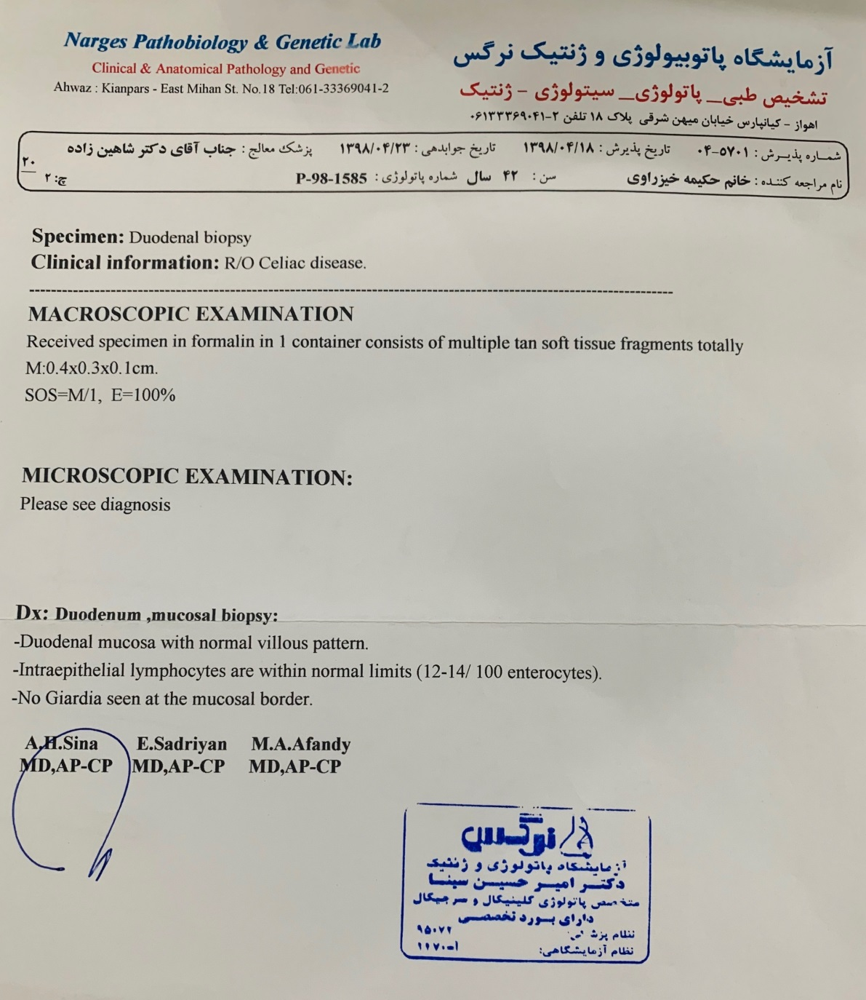 Narges Pathobiology & Genetic Lab
Clinical & Anatomical Pathology and Genetic
Ahwaz : Kianpars - East Mihan St. No.18 Tel:061-33369041-2
آزمایشگاه پاتوبیولوژی و ژنتیک نرگس
تشخیص طبی_ پاتولوژی_ سیتولوژی - ژنتیک
اهواز - کیانپارس خیابان میهن شرقی پلاک ۱۸ تلفن ۲-۰۶۱۳۳۳۶۹۰۴۱
شماره پذیرش : ۰۴-۵۷۰۱ تاریخ پذیرش : ۱۳۹۸/۰۴/۱۸ تاریخ جوابدهی : ۱۳۹۸/۰۴/۲۳ پزشک معالج : جناب آقای دکتر شاهین زاده ۲۰
نام مراجعه کننده : خانم حکیمه خیزراوی سن : ۴۲ سال شماره پاتولوژی : P-98-1585 ج: ۲
Specimen: Duodenal biopsy
Clinical information: R/O Celiac disease.
MACROSCOPIC EXAMINATION
Received specimen in formalin in 1 container consists of multiple tan soft tissue fragments totally
M:0.4x0.3x0.1cm.
SOS=M/1, E=100%
MICROSCOPIC EXAMINATION:
Please see diagnosis
Dx: Duodenum ,mucosal biopsy:
-Duodenal mucosa with normal villous pattern.
-Intraepithelial lymphocytes are within normal limits (12-14/ 100 enterocytes).
-No Giardia seen at the mucosal border.
A.H.Sina E.Sadriyan M.A.Afandy
MD,AP-CP MD,AP-CP MD,AP-CP
نرگس
آزمایشگاه پاتولوژی و ژنتیک
دکتر امیر حسین سینا
متخصص پاتولوژی کلینیکال و سرجیکال
دارای بورد تخصصی
نظام پزشکی: ۹۵۰۷۲
نظام آزمایشگاهی: